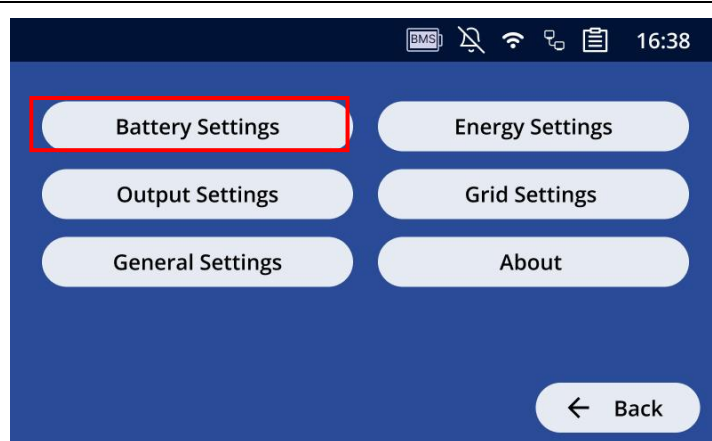 BMS 16:38
Battery Settings Energy Settings
Output Settings Grid Settings
General Settings About
Back